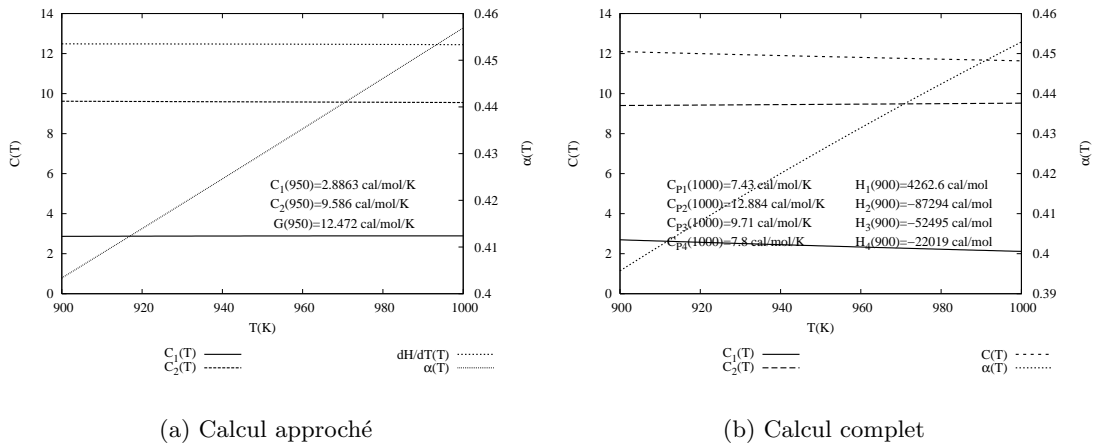 14
12
10
8
6
4
2
0
C(T)
0.46
0.45
0.44
0.43
0.42
0.41
0.4
α(T)
C₁(950)=2.8863 cal/mol/K
C₂(950)=9.586 cal/mol/K
G(950)=12.472 cal/mol/K
900 920 940 960 980 1000
T(K)
C₁(T)
C₂(T)
dH/dT(T)
α(T)
(a) Calcul approché
14
12
10
8
6
4
2
0
C(T)
0.46
0.45
0.44
0.43
0.42
0.41
0.4
0.39
α(T)
C_P1(1000)=7.43 cal/mol/K
C_P2(1000)=12.884 cal/mol/K
C_P3(1000)=9.71 cal/mol/K
C_P4(1000)=7.8 cal/mol/K
H₁(900)=4262.6 cal/mol
H₂(900)=−87294 cal/mol
H₃(900)=−52495 cal/mol
H₄(900)=−22019 cal/mol
900 920 940 960 980 1000
T(K)
C₁(T)
C₂(T)
C(T)
α(T)
(b) Calcul complet